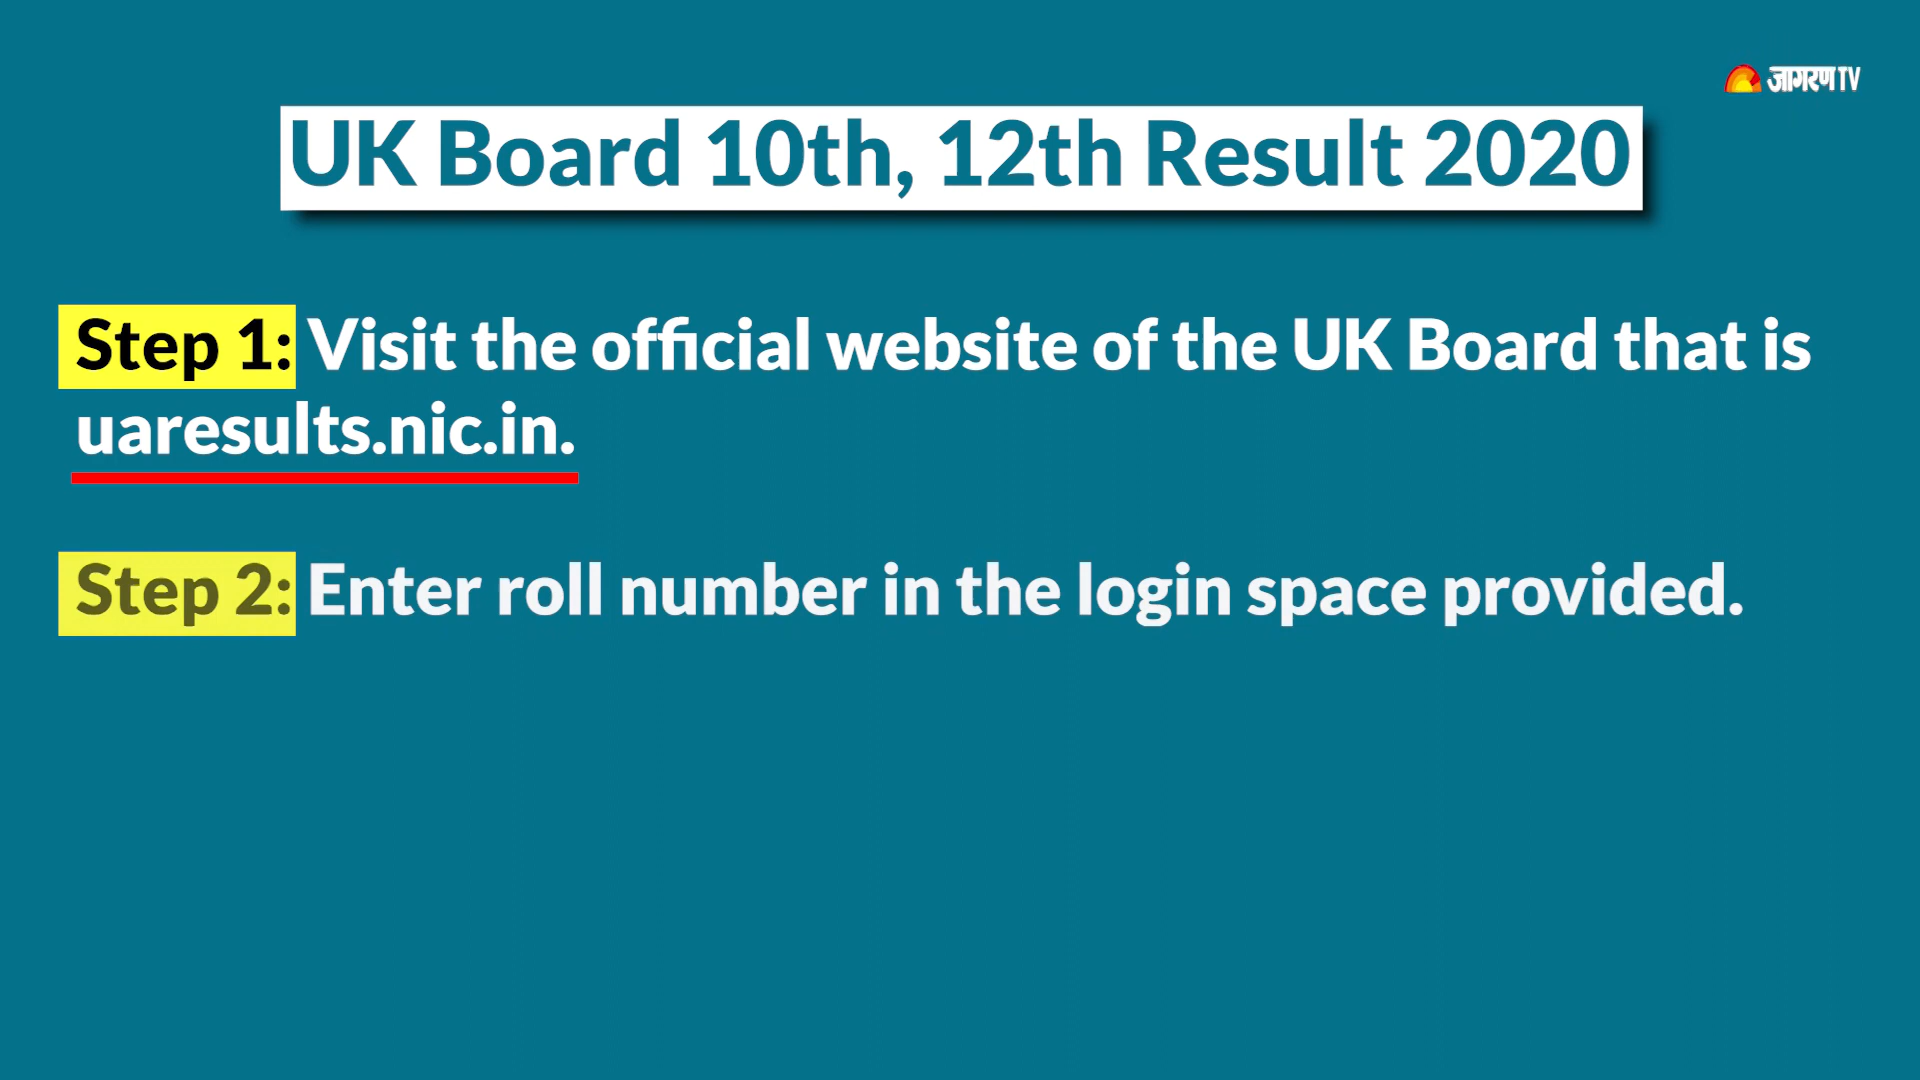 जागरण TV
UK Board 10th, 12th Result 2020
Step 1: Visit the official website of the UK Board that is
uaresults.nic.in.
Step 2: Enter roll number in the login space provided.